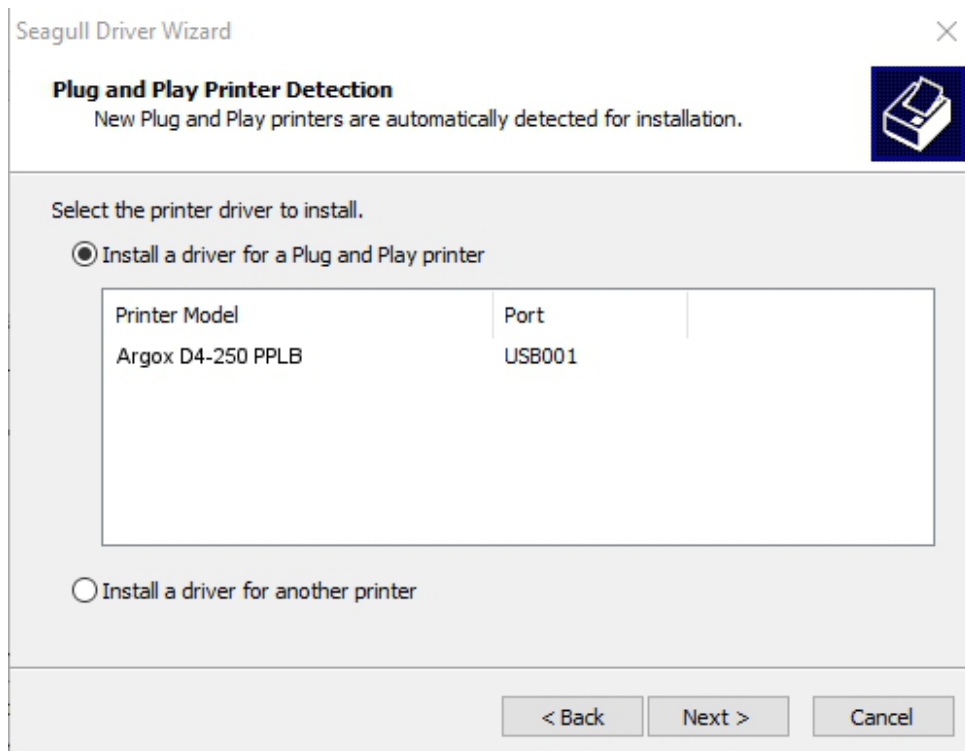 Seagull Driver Wizard
Plug and Play Printer Detection
New Plug and Play printers are automatically detected for installation.
Select the printer driver to install.
Install a driver for a Plug and Play printer
Printer Model Port
Argox D4-250 PPLB USB001
Install a driver for another printer
< Back Next > Cancel